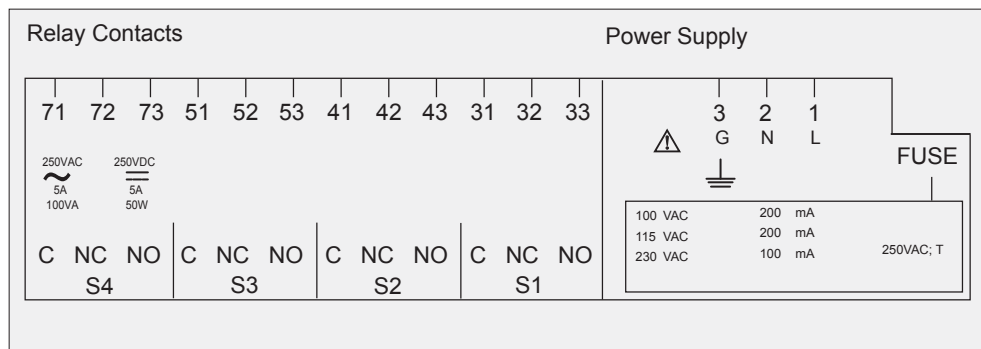 Relay Contacts
Power Supply
71 72 73 51 52 53 41 42 43 31 32 33
3 2 1
G N L
FUSE
250VAC 250VDC
5A 5A
100VA 50W
100 VAC 200 mA
115 VAC 200 mA
230 VAC 100 mA
250VAC; T
C NC NO C NC NO C NC NO C NC NO
S4 S3 S2 S1